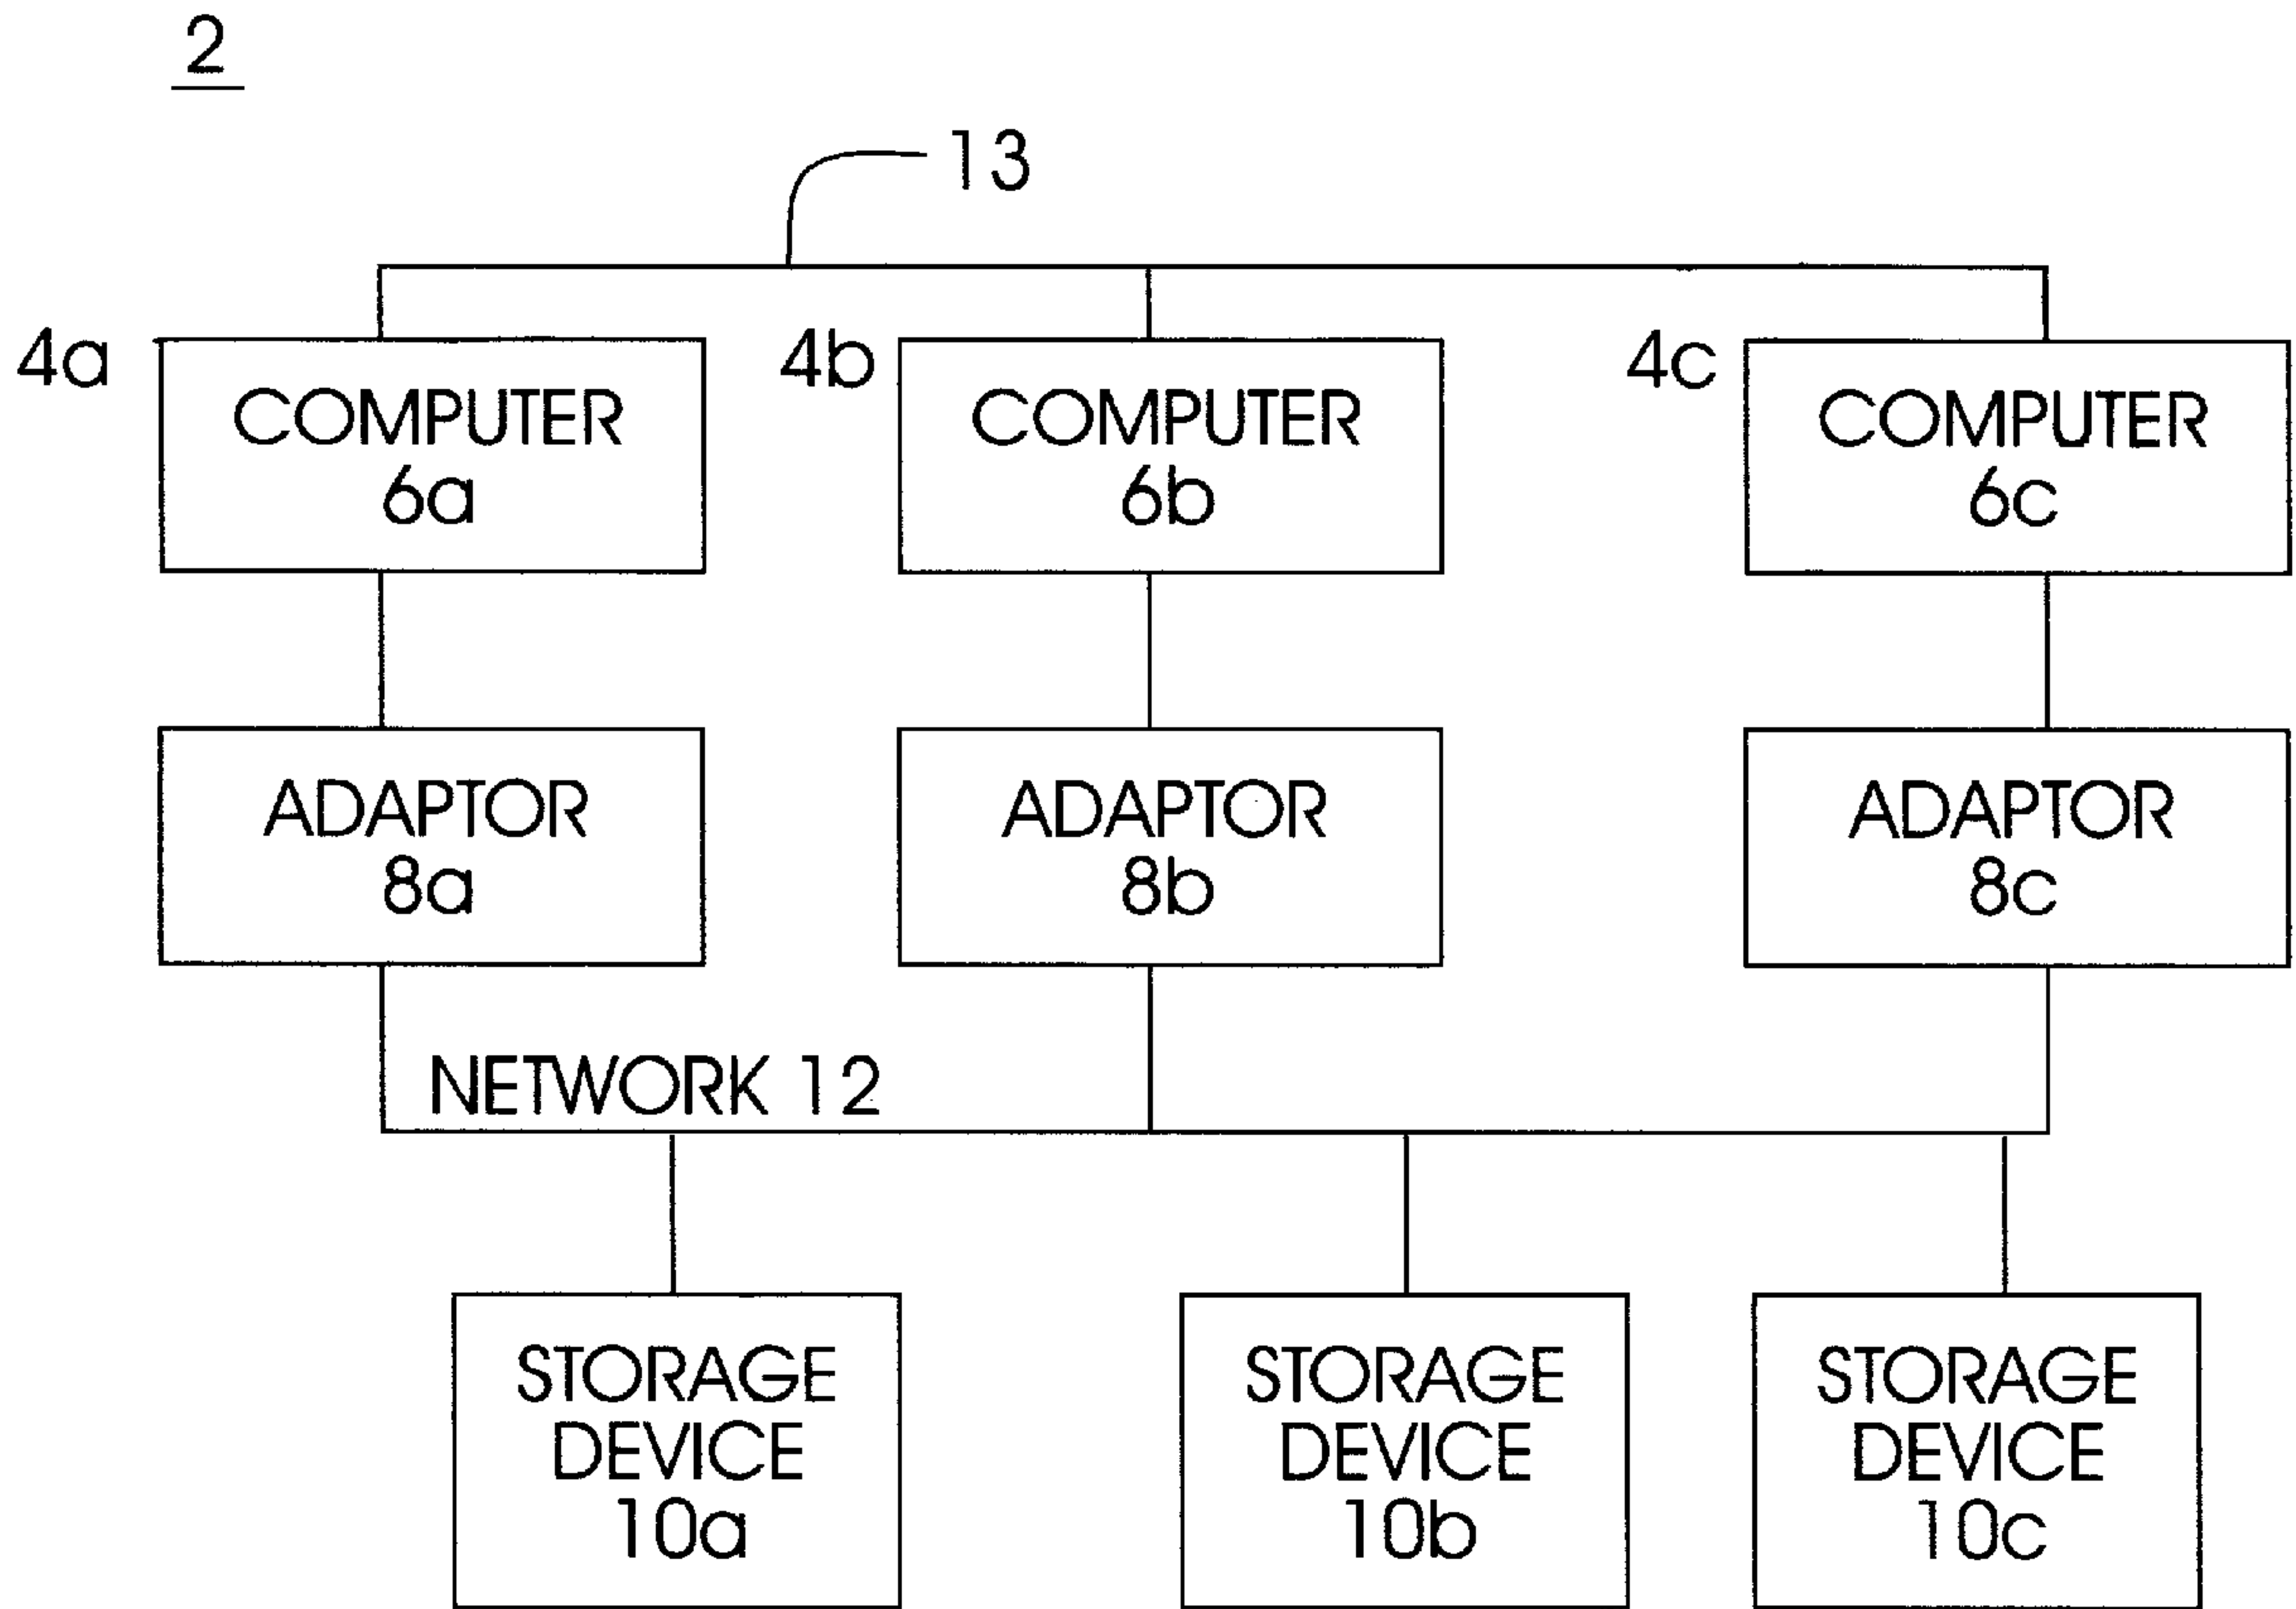 2
13
4a
COMPUTER
6a
4b
COMPUTER
6b
4c
COMPUTER
6c
ADAPTOR
8a
ADAPTOR
8b
ADAPTOR
8c
NETWORK 12
STORAGE
DEVICE
10a
STORAGE
DEVICE
10b
STORAGE
DEVICE
10c